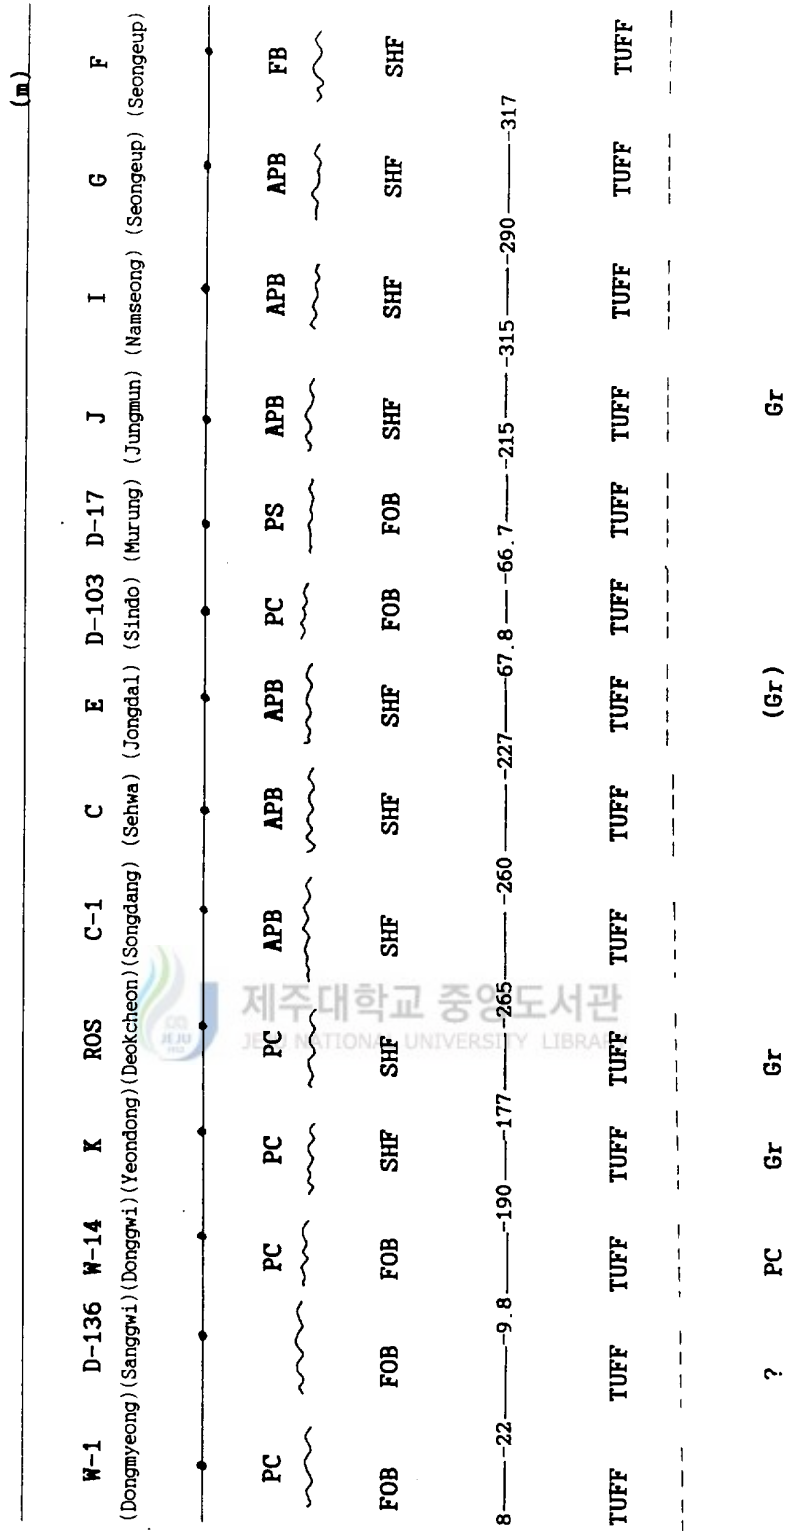 (m)
W-1 D-136 W-14 K ROS C-1 C E D-103 D-17 J I G F
(Dongmyeong)(Sanggwi)(Donggwi)(Yeondong)(Deokcheon)(Songdang) (Sehwa) (Jongdal) (Sindo) (Murung) (Jungmun) (Namseong) (Seongeup) (Seongeup)
PC PC PC PC APB APB APB PC PS APB APB APB FB
FOB FOB FOB SHF SHF SHF SHF SHF FOB FOB SHF SHF SHF SHF
8 -22 -9.8 -190 -177 -265 -260 -227 -67.8 -66.7 -215 -315 -290 -317
TUFF TUFF TUFF TUFF TUFF TUFF TUFF TUFF TUFF TUFF TUFF TUFF TUFF TUFF
? PC Gr Gr (Gr) Gr
제주대학교 중앙도서관
JEJU NATIONAL UNIVERSITY LIBRARY
JEJU
1952